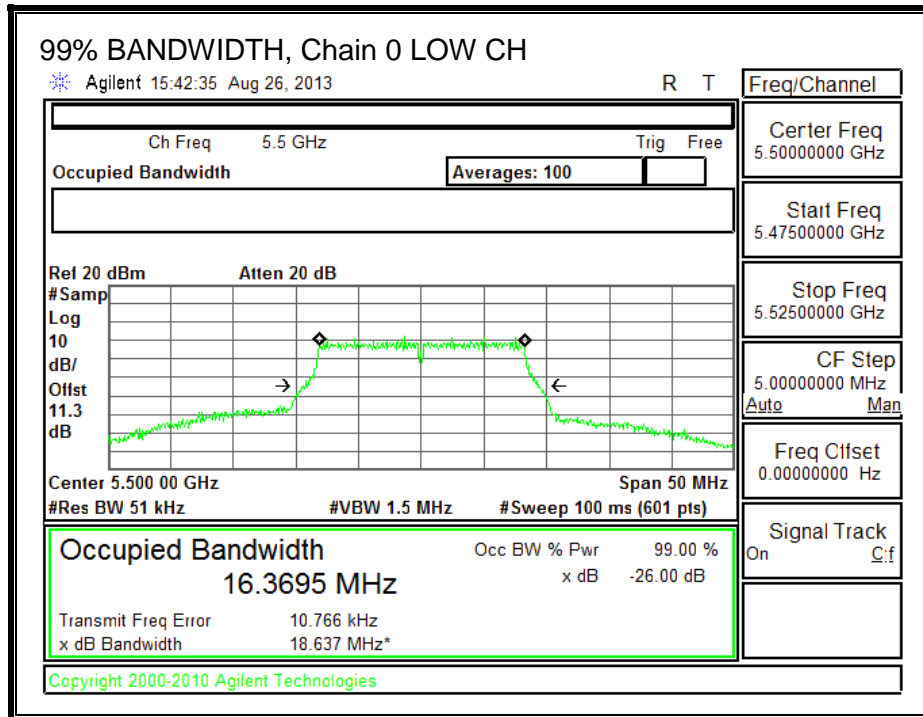 99% BANDWIDTH, Chain 0 LOW CH
Agilent 15:42:35 Aug 26, 2013 R T
Freq/Channel
Ch Freq 5.5 GHz Trig Free
Occupied Bandwidth Averages: 100
Center Freq
5.50000000 GHz
Start Freq
5.47500000 GHz
Stop Freq
5.52500000 GHz
CF Step
5.00000000 MHz
Auto Man
Freq Offset
0.00000000 Hz
Signal Track
On Off
Ref 20 dBm Atten 20 dB
#Samp
Log
10
dB/
Offst
11.3
dB
Center 5.500 00 GHz Span 50 MHz
#Res BW 51 kHz #VBW 1.5 MHz #Sweep 100 ms (601 pts)
Occupied Bandwidth
16.3695 MHz
Occ BW % Pwr 99.00 %
x dB -26.00 dB
Transmit Freq Error 10.766 kHz
x dB Bandwidth 18.637 MHz*
Copyright 2000-2010 Agilent Technologies